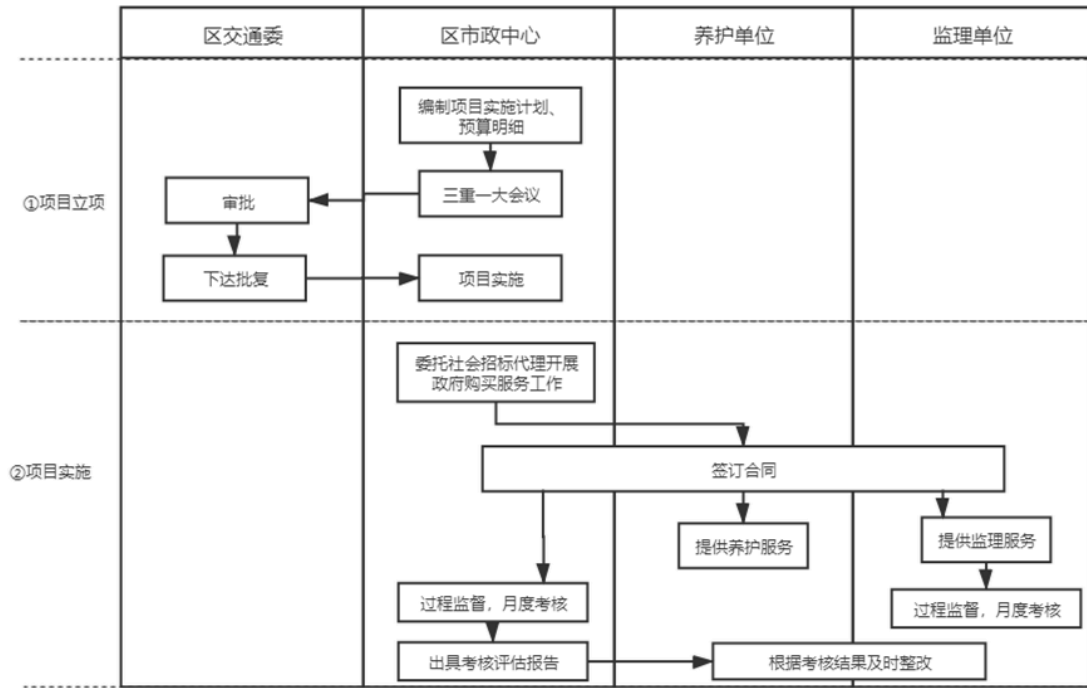 区交通委
区市政中心
养护单位
监理单位
①项目立项
编制项目实施计划、
预算明细
三重一大会议
审批
下达批复
项目实施
②项目实施
委托社会招标代理开展
政府购买服务工作
签订合同
提供养护服务
提供监理服务
过程监督，月度考核
过程监督，月度考核
出具考核评估报告
根据考核结果及时整改